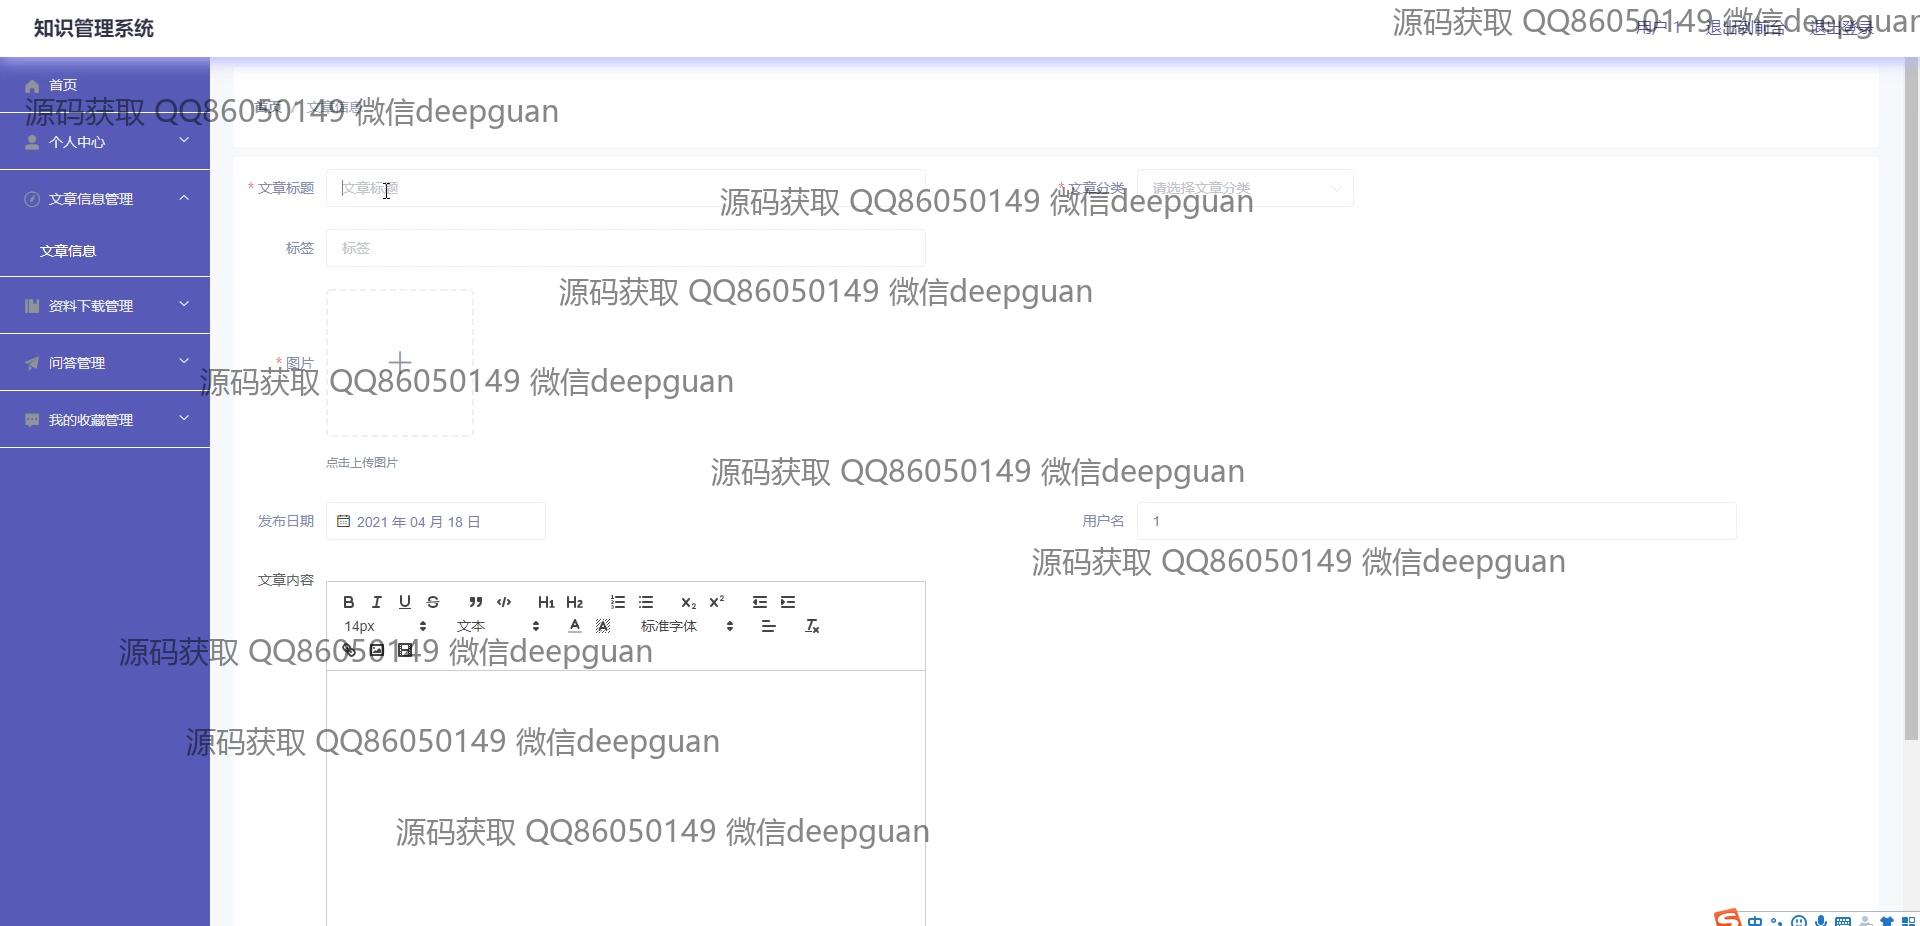 知识管理系统
源码获取 QQ86050149 微信deepguan
用户 1 退出到前台 退出登录
首页
首页 文章信息
源码获取 QQ86050149 微信deepguan
个人中心
* 文章标题 文章标题
* 文章分类 请选择文章分类
文章信息管理
源码获取 QQ86050149 微信deepguan
标签 标签
文章信息
源码获取 QQ86050149 微信deepguan
资料下载管理
* 图片
问答管理
源码获取 QQ86050149 微信deepguan
我的收藏管理
点击上传图片
源码获取 QQ86050149 微信deepguan
发布日期 2021 年 04 月 18 日
用户名 1
源码获取 QQ86050149 微信deepguan
文章内容
B I U S H1 H2 X2 X2
14px 文本 A A 标准字体 Tx
源码获取 QQ86050149 微信deepguan
源码获取 QQ86050149 微信deepguan
源码获取 QQ86050149 微信deepguan
中